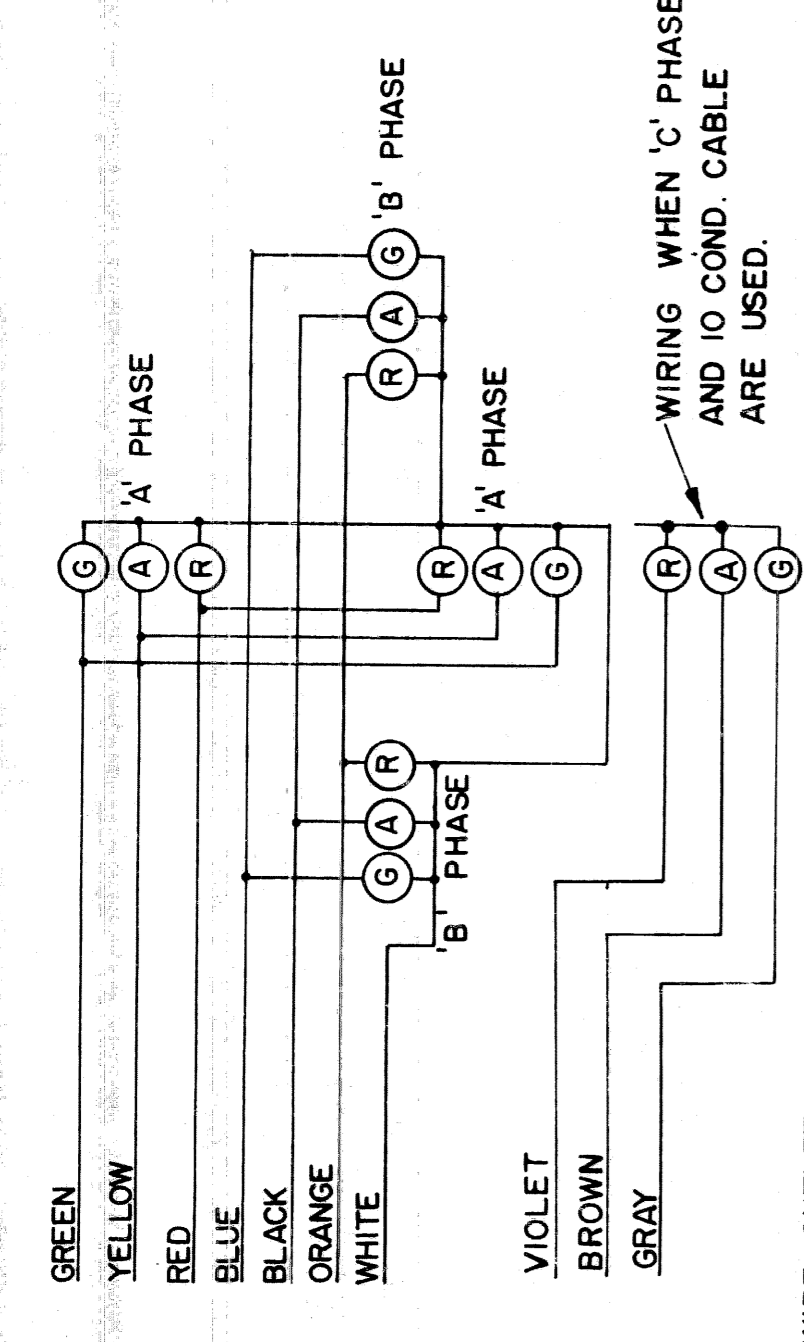 GREEN
YELLOW
RED
BLUE
BLACK
ORANGE
WHITE
VIOLET
BROWN
GRAY
'A' PHASE
G
A
R
'B' PHASE
R
A
G
'A' PHASE
R
A
G
'B' PHASE
R
A
G
R
A
G
WIRING WHEN 'C' PHASE
AND 10 COND. CABLE
ARE USED.